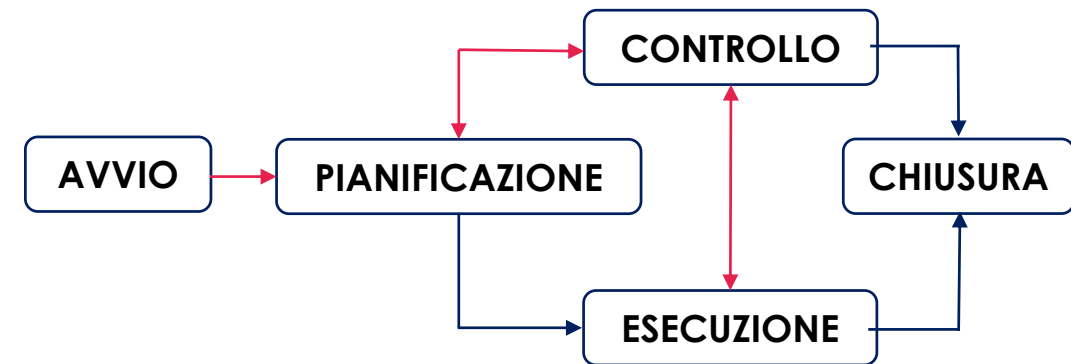 CONTROLLO
AVVIO
PIANIFICAZIONE
CHIUSURA
ESECUZIONE